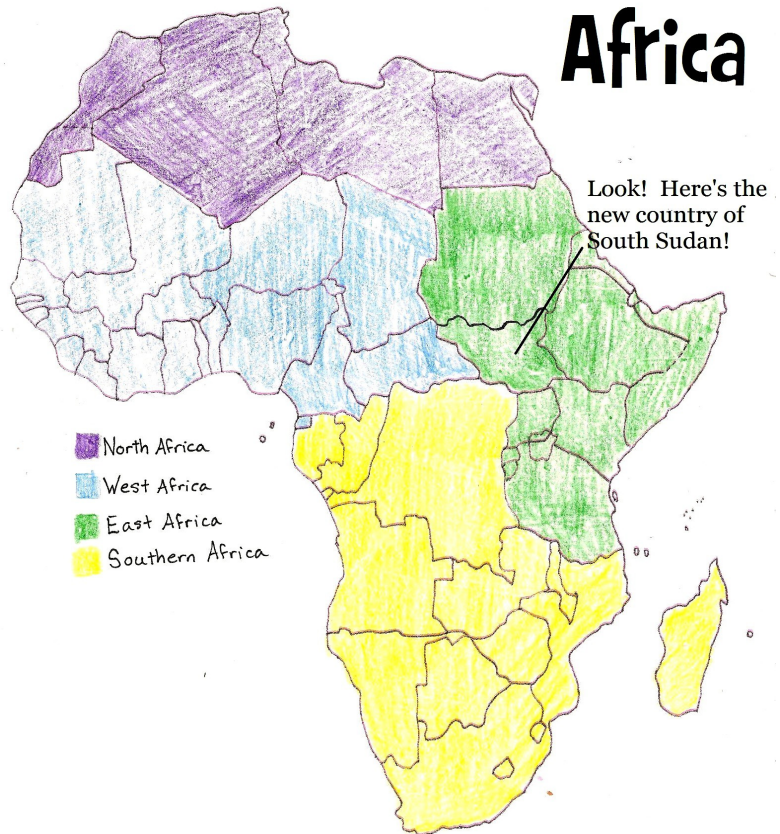 Africa
Look! Here's the
new country of
South Sudan!
North Africa
West Africa
East Africa
Southern Africa